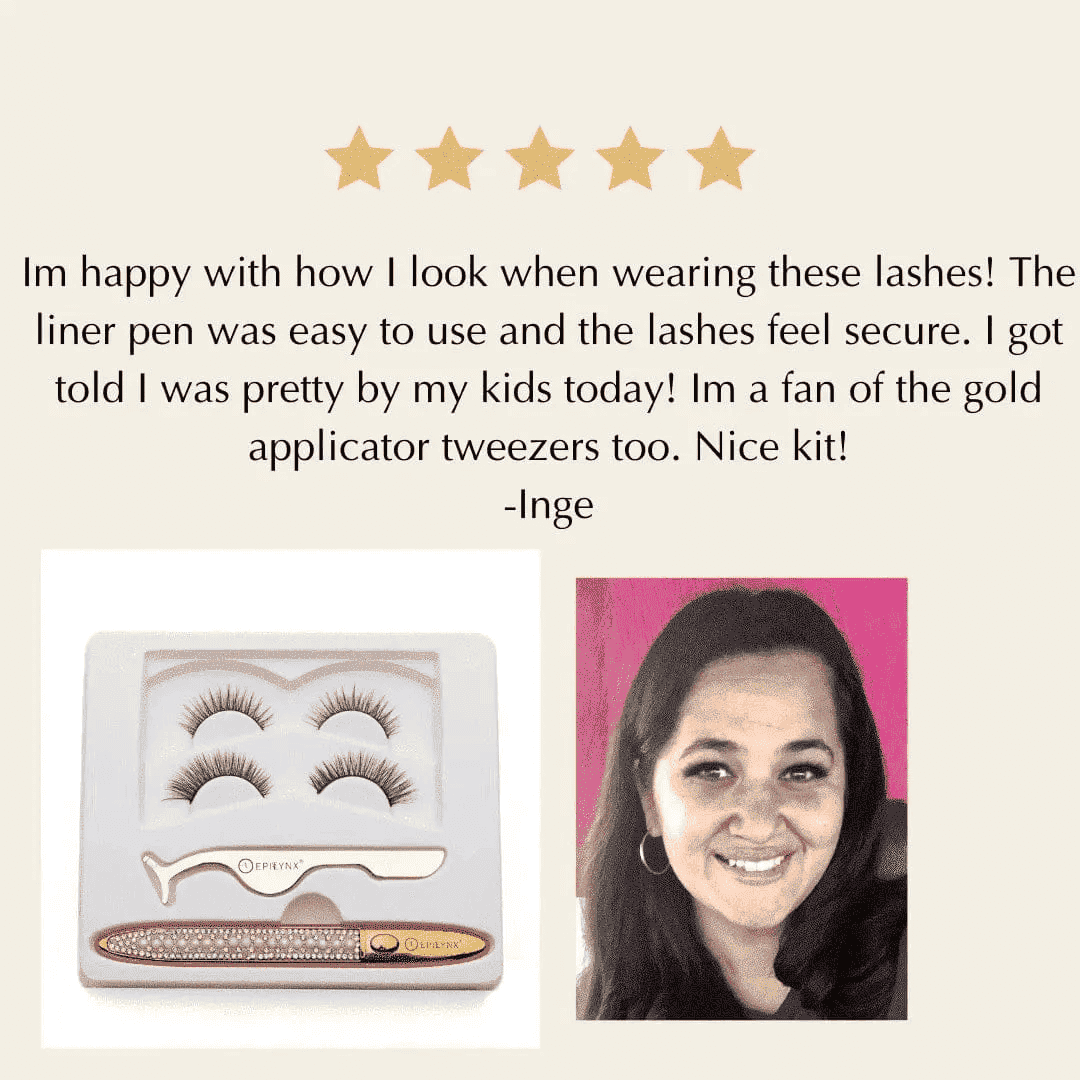 Im happy with how I look when wearing these lashes! The
liner pen was easy to use and the lashes feel secure. I got
told I was pretty by my kids today! Im a fan of the gold
applicator tweezers too. Nice kit!
-Inge
EPILYNX®
EPILYNX®